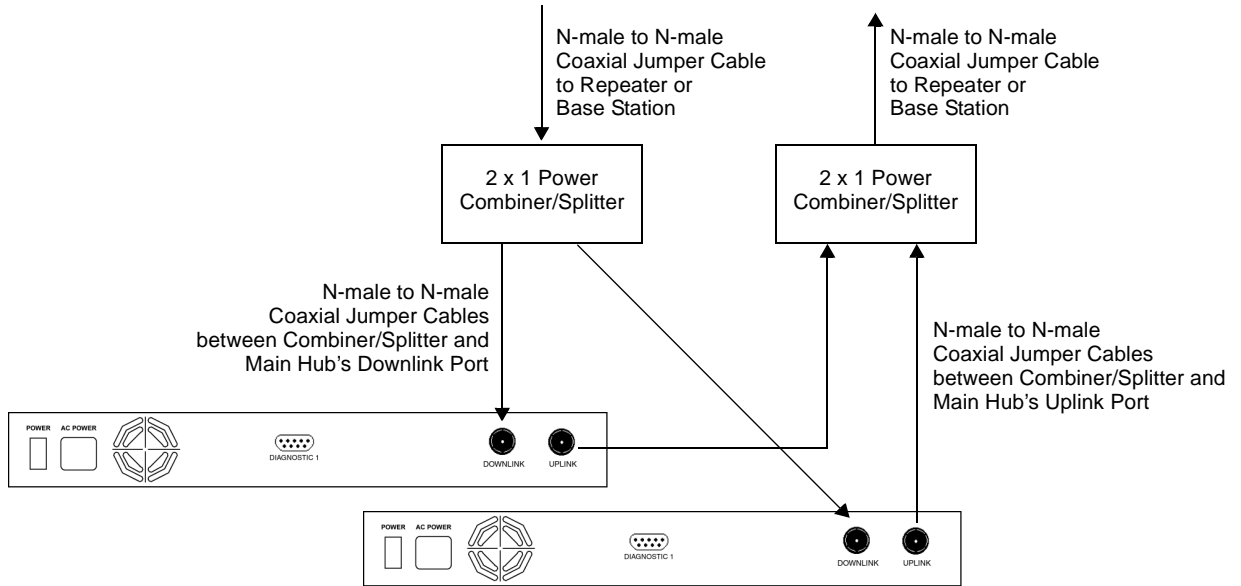 N-male to N-male
Coaxial Jumper Cable
to Repeater or
Base Station
N-male to N-male
Coaxial Jumper Cable
to Repeater or
Base Station
2 x 1 Power
Combiner/Splitter
2 x 1 Power
Combiner/Splitter
N-male to N-male
Coaxial Jumper Cables
between Combiner/Splitter and
Main Hub's Downlink Port
N-male to N-male
Coaxial Jumper Cables
between Combiner/Splitter and
Main Hub's Uplink Port
POWER
AC POWER
DIAGNOSTIC 1
DOWNLINK
UPLINK
POWER
AC POWER
DIAGNOSTIC 1
DOWNLINK
UPLINK